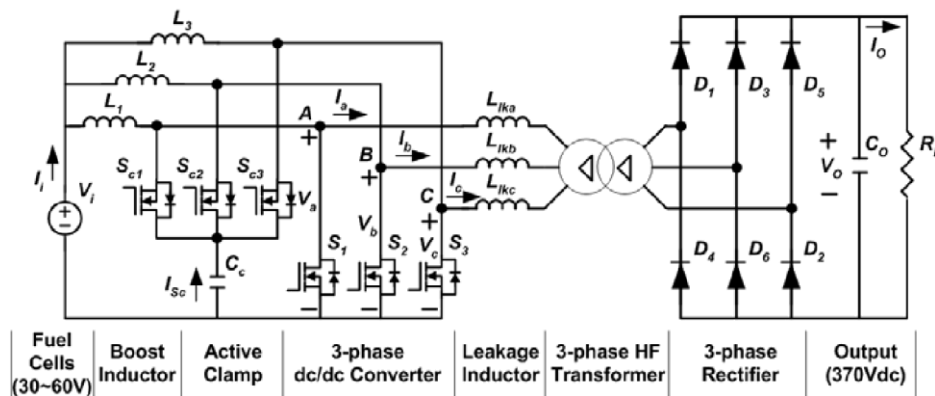 L3
L2
L1
Ii
Vi
Sc1
Sc2
Sc3
Va
ISc
Cc
A
+
Ia
B
+
Ib
C
+
Ic
Vb
Vc
S1
S2
S3
Llka
Llkb
Llkc
D1
D3
D5
D4
D6
D2
IO
+
VO
CO
Fuel Cells (30~60V)
Boost Inductor
Active Clamp
3-phase dc/dc Converter
Leakage Inductor
3-phase HF Transformer
3-phase Rectifier
Output (370Vdc)